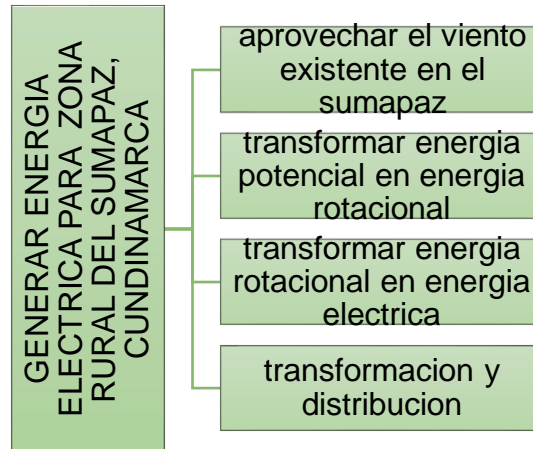 GENERAR ENERGIA
ELECTRICA PARA ZONA
RURAL DEL SUMAPAZ,
CUNDINAMARCA
aprovechar el viento
existente en el
sumapaz
transformar energia
potencial en energia
rotacional
transformar energia
rotacional en energia
electrica
transformacion y
distribucion